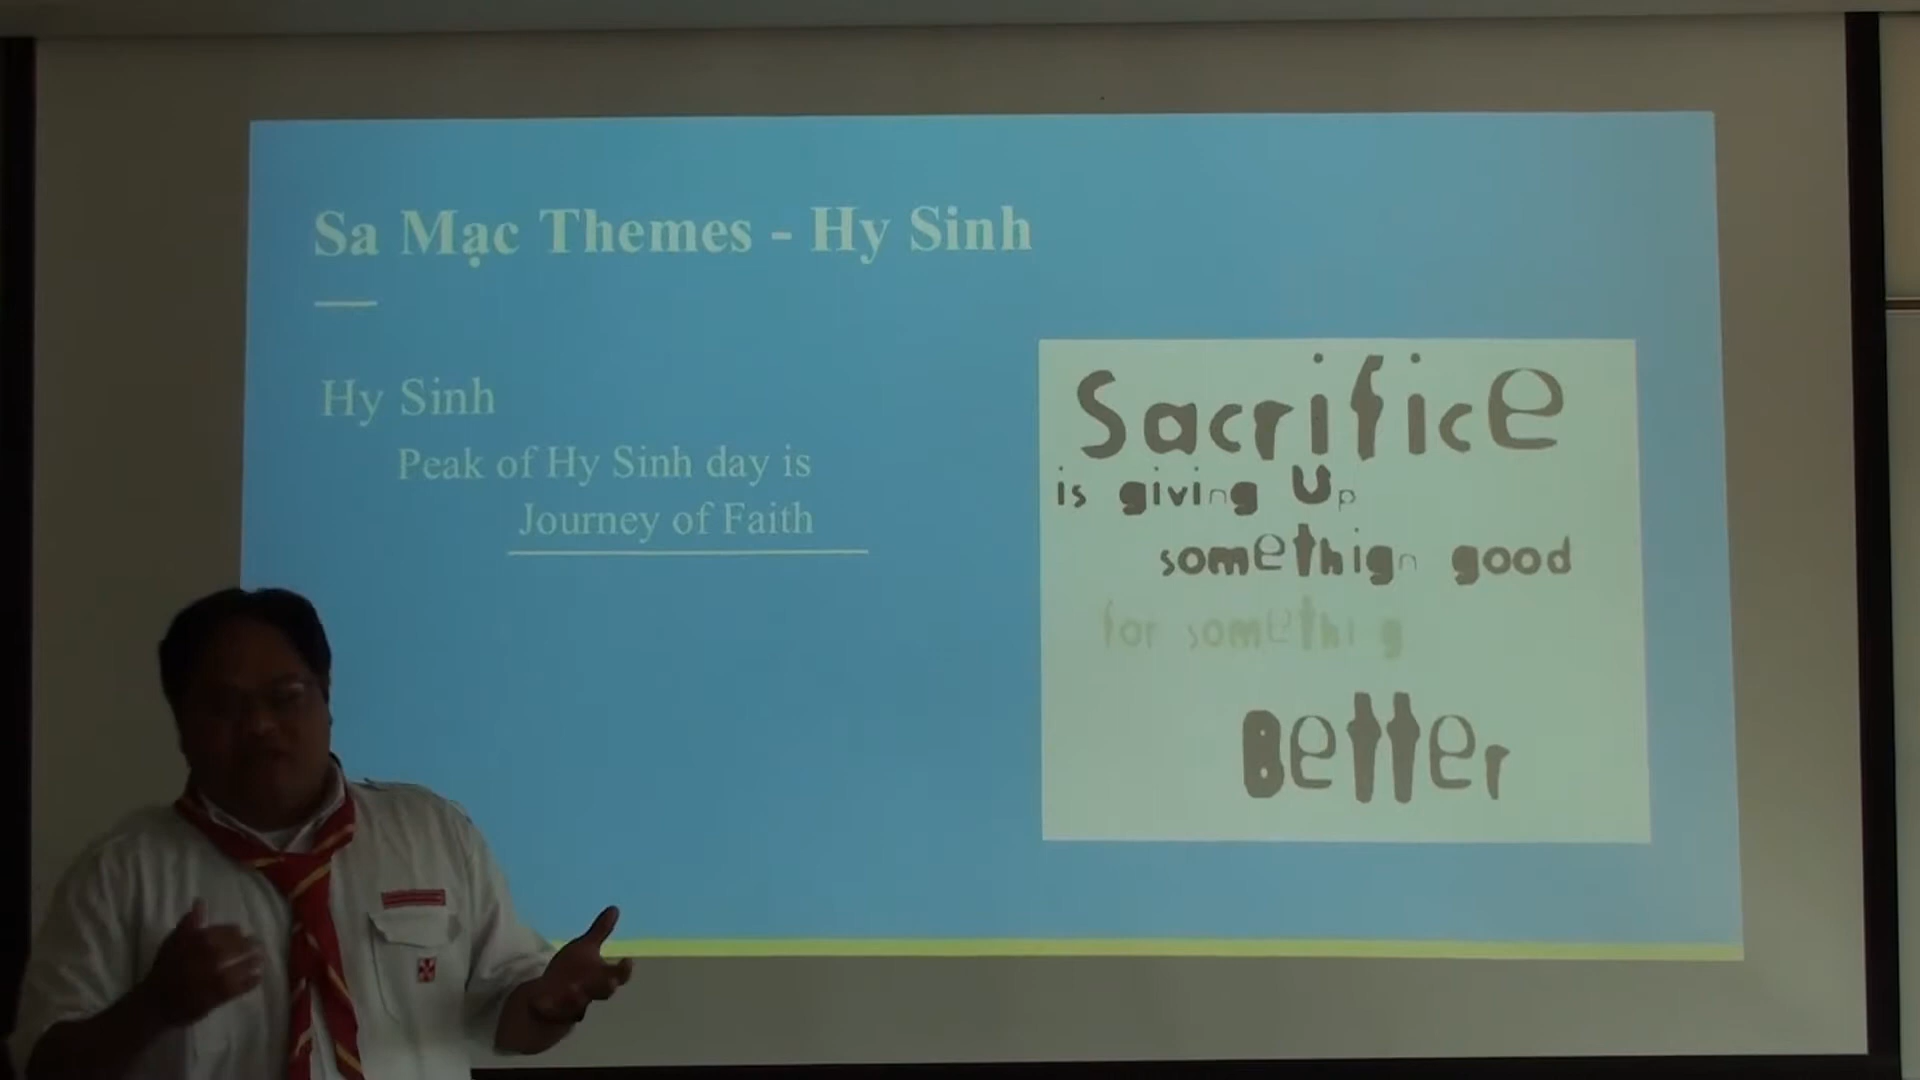 Sa Mạc Themes - Hy Sinh
Hy Sinh
Peak of Hy Sinh day is
Journey of Faith
Sacrifice
is giving Up
somethign good
for somethi g
Better